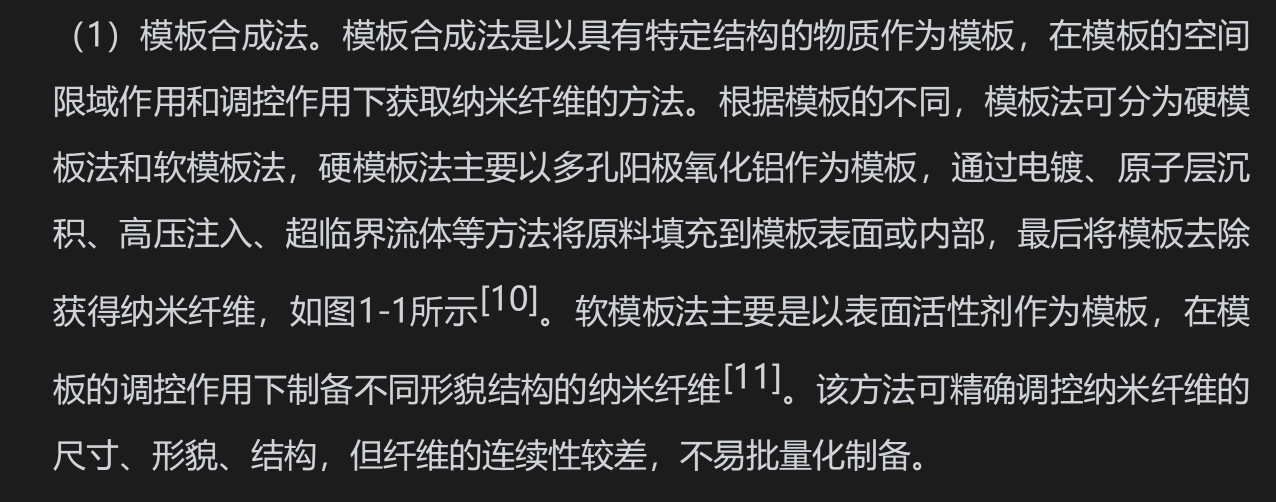 （1）模板合成法。模板合成法是以具有特定结构的物质作为模板，在模板的空间
限域作用和调控作用下获取纳米纤维的方法。根据模板的不同，模板法可分为硬模
板法和软模板法，硬模板法主要以多孔阳极氧化铝作为模板，通过电镀、原子层沉
积、高压注入、超临界流体等方法将原料填充到模板表面或内部，最后将模板去除
获得纳米纤维，如图1-1所示[10]。软模板法主要是以表面活性剂作为模板，在模
板的调控作用下制备不同形貌结构的纳米纤维[11]。该方法可精确调控纳米纤维的
尺寸、形貌、结构，但纤维的连续性较差，不易批量化制备。